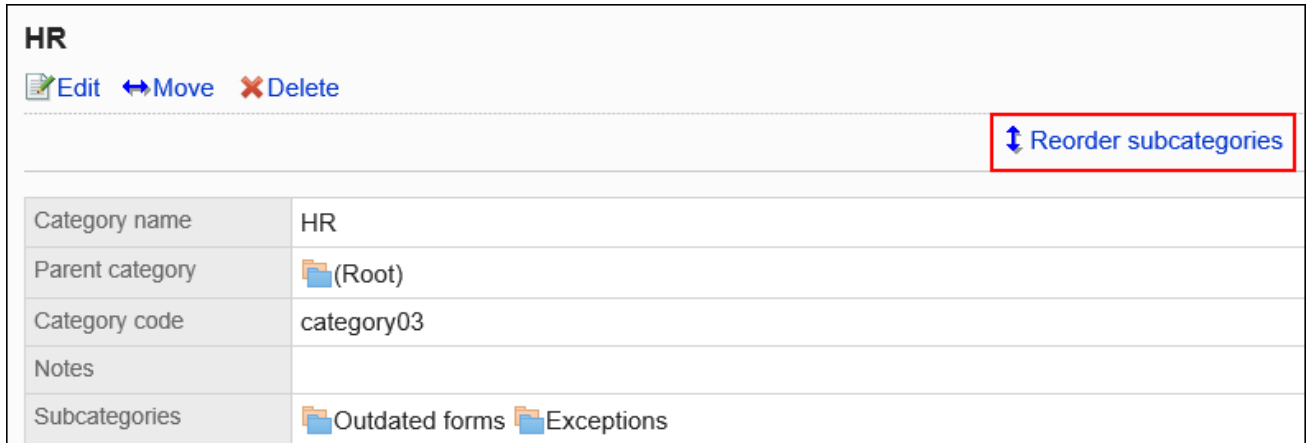 HR
Edit Move Delete
Reorder subcategories
Category name HR
Parent category (Root)
Category code category03
Notes
Subcategories Outdated forms Exceptions